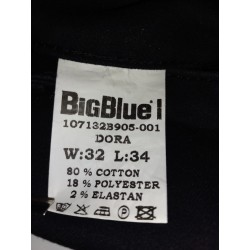 BIGBLUE'I
107132B905-001
DORA
W:32 L:34
80 % COTTON
18 % POLYESTER
2 % ELASTAN